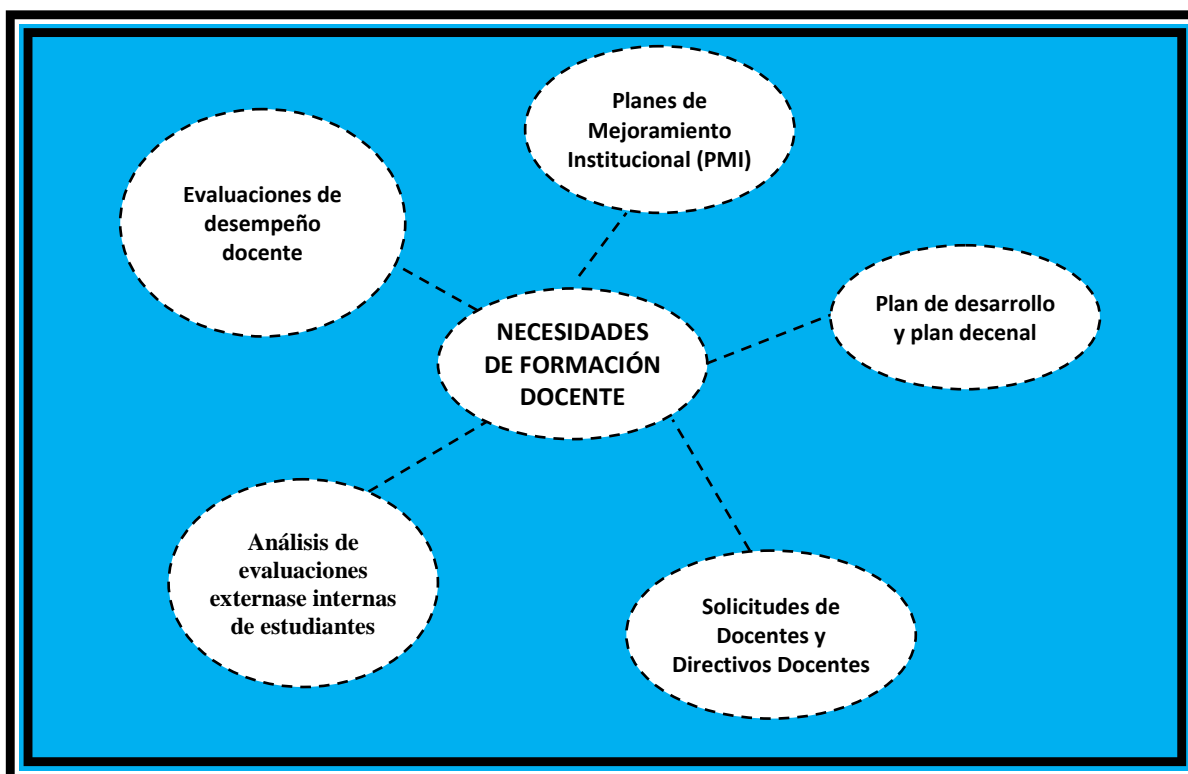 Planes de
Mejoramiento
Institucional (PMI)
Evaluaciones de
desempeño
docente
Plan de desarrollo
y plan decenal
NECESIDADES
DE FORMACIÓN
DOCENTE
Análisis de
evaluaciones
externase internas
de estudiantes
Solicitudes de
Docentes y
Directivos Docentes